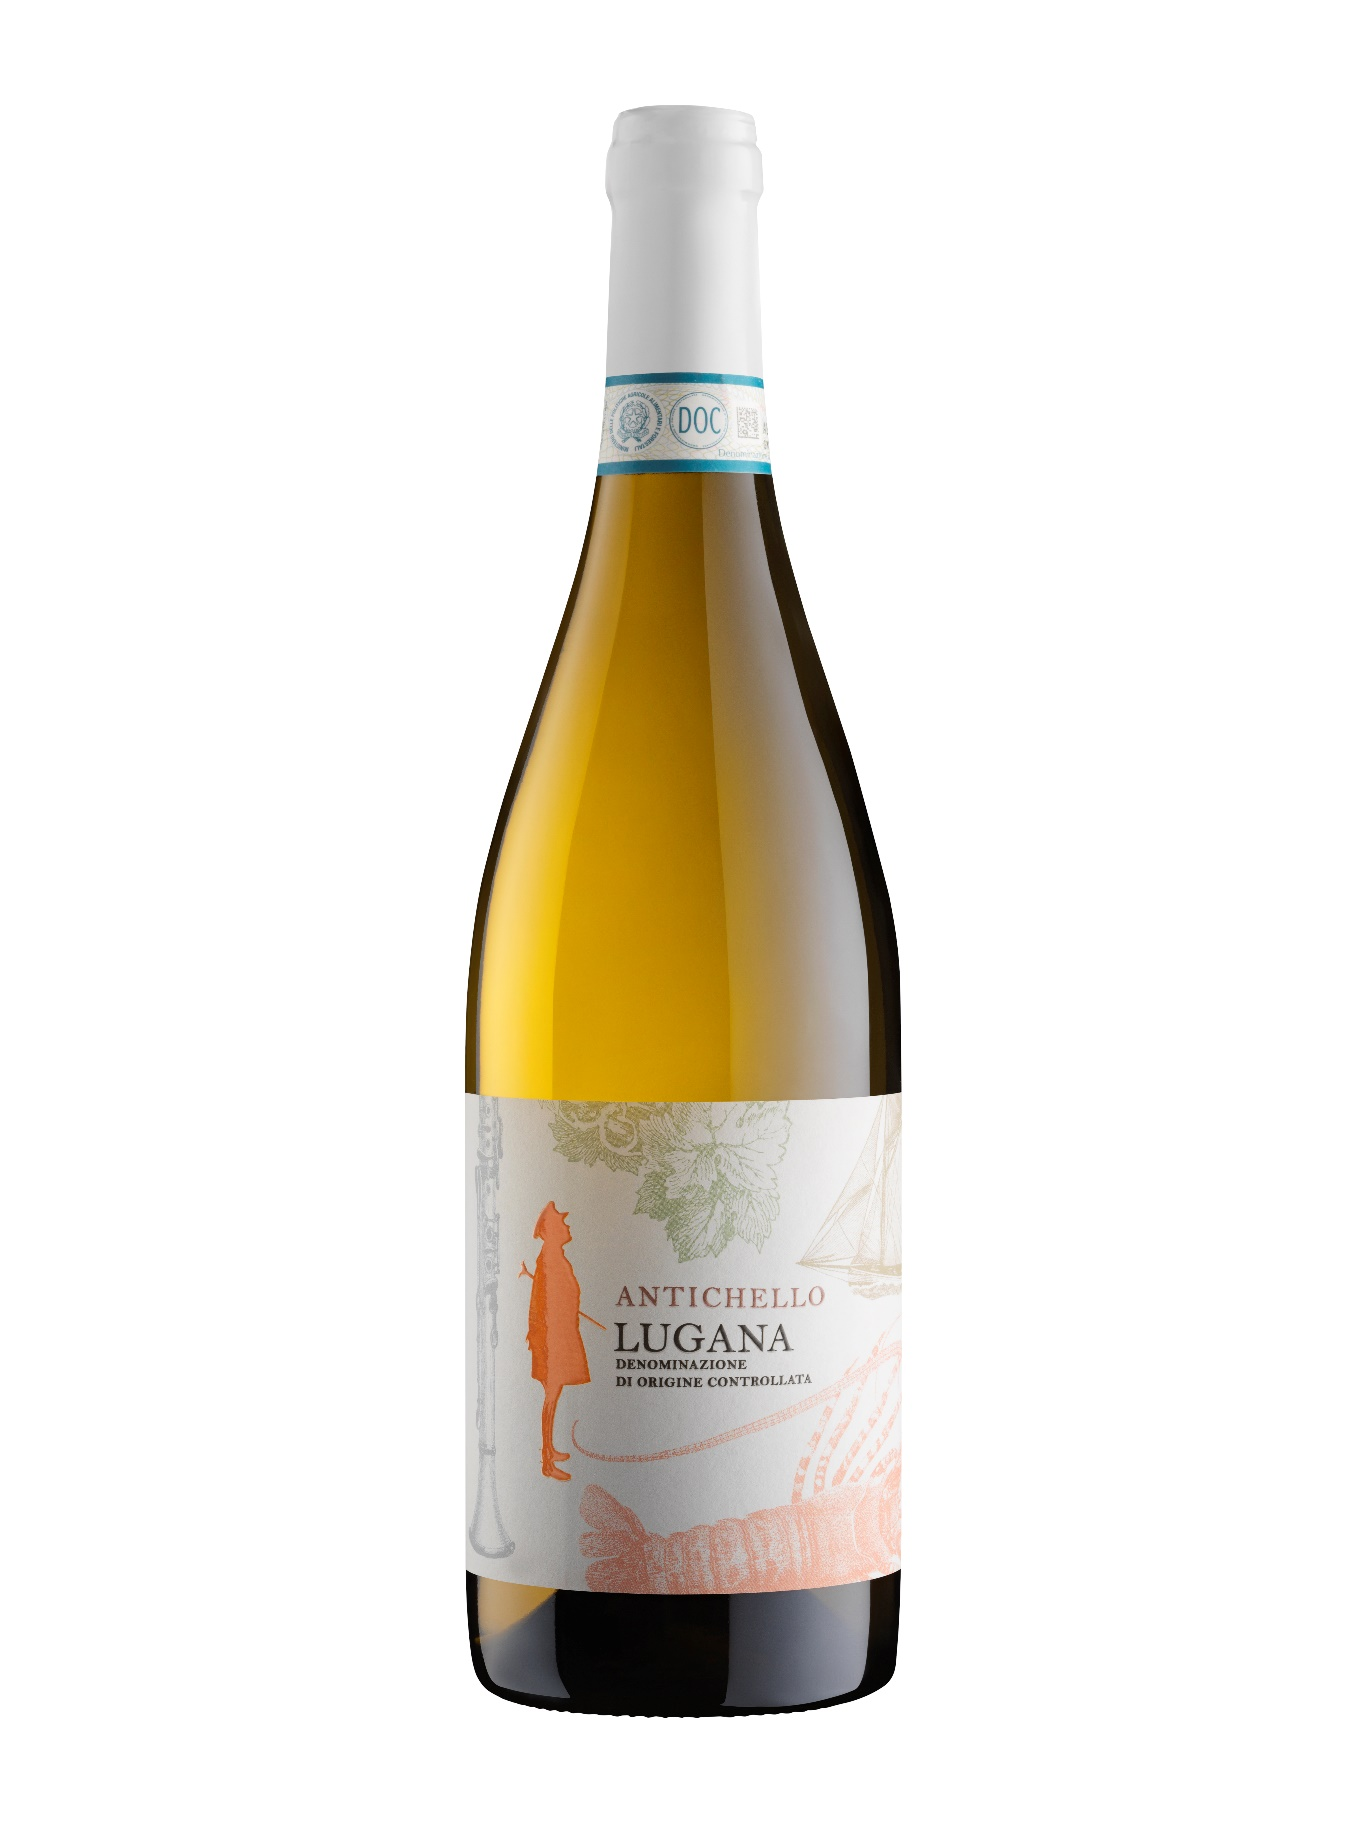 DOC
ANTICHELLO
LUGANA
DENOMINAZIONE
DI ORIGINE CONTROLLATA